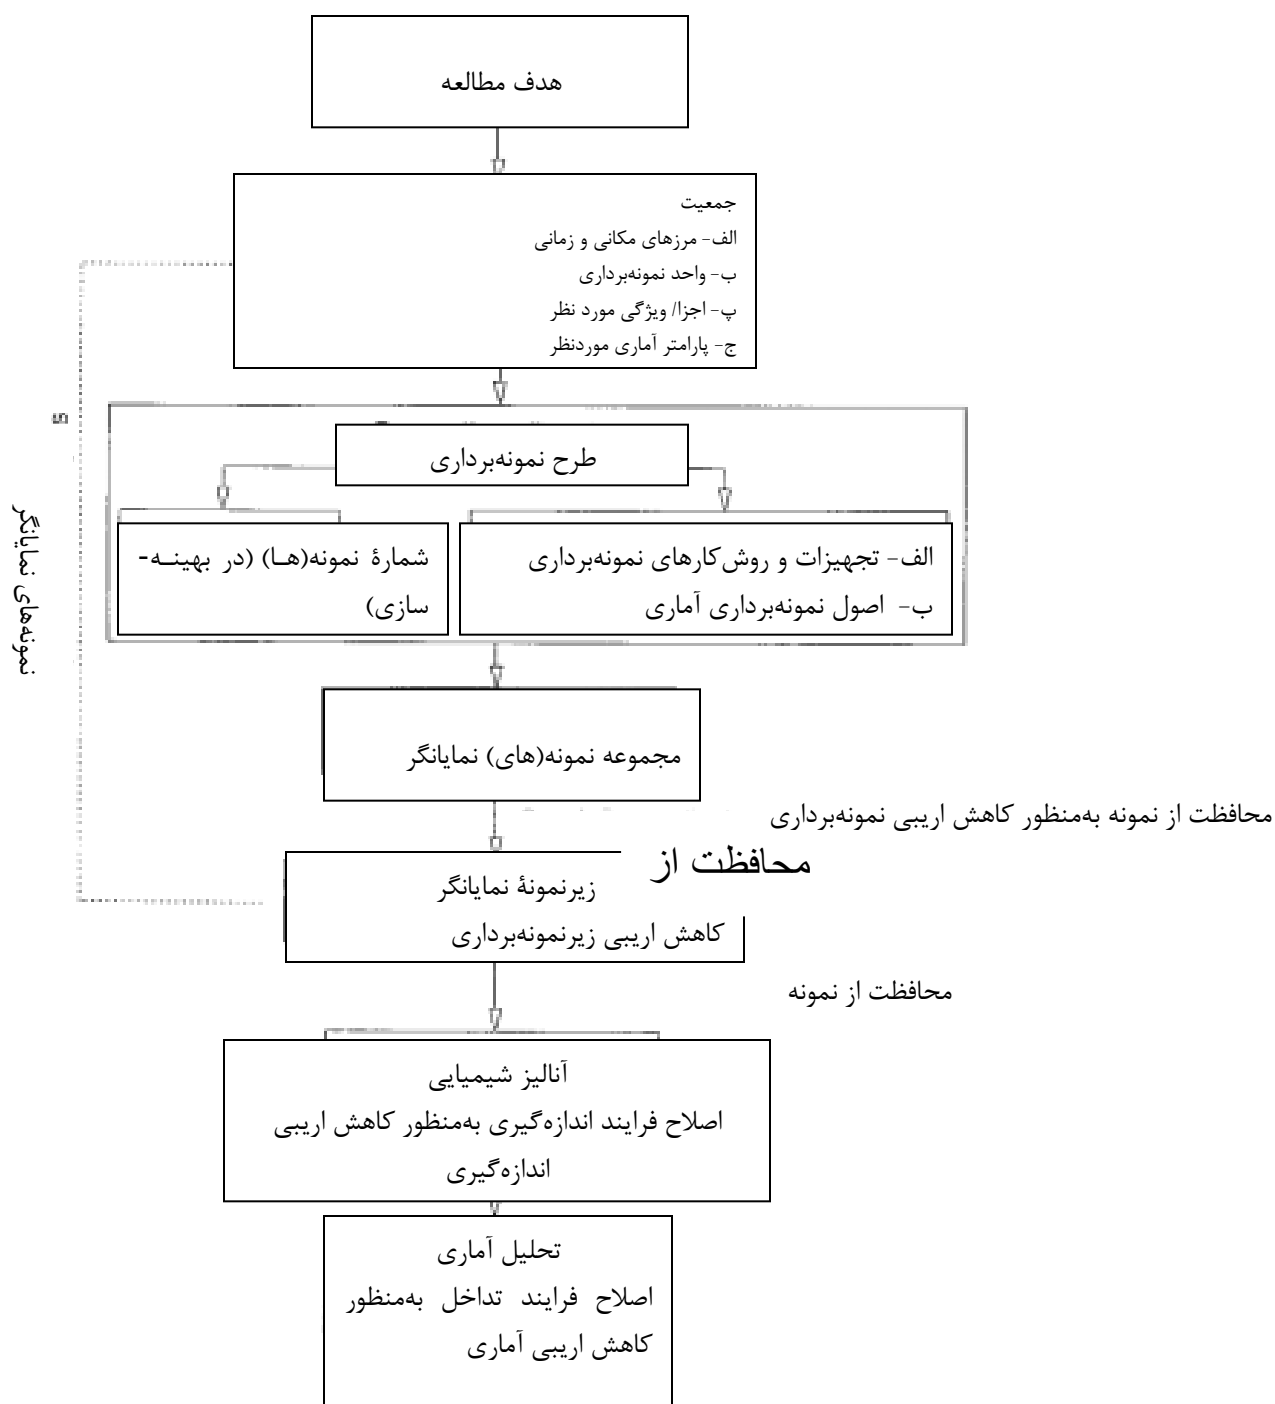 هدف مطالعه
جمعیت
الف- مرزهای مکانی و زمانی
ب- واحد نمونه‌برداری
پ- اجزا/ ویژگی مورد نظر
ج- پارامتر آماری موردنظر
طرح نمونه‌برداری
الف- تجهیزات و روش‌کارهای نمونه‌برداری
ب- اصول نمونه‌برداری آماری
شمارۀ نمونه(هـا) (در بهینـه-
سازی)
نمونه‌های نمایانگر
مجموعه نمونه(های) نمایانگر
محافظت از نمونه به‌منظور کاهش اریبی نمونه‌برداری
محافظت از
زیرنمونۀ نمایانگر
کاهش اریبی زیرنمونه‌برداری
محافظت از نمونه
آنالیز شیمیایی
اصلاح فرایند اندازه‌گیری به‌منظور کاهش اریبی
اندازه‌گیری
تحلیل آماری
اصلاح فرایند تداخل به‌منظور
کاهش اریبی آماری